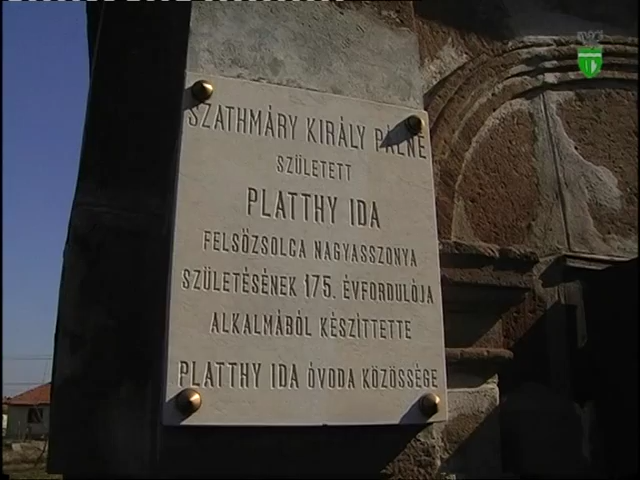 SZATHMÁRY KIRÁLY PÁLNÉ
SZÜLETETT
PLATTHY IDA
FELSŐZSOLCA NAGYASSZONYA
SZÜLETÉSÉNEK 175. ÉVFORDULÓJA
ALKALMÁBÓL KÉSZÍTTETTE
PLATTHY IDA ÓVODA KÖZÖSSÉGE